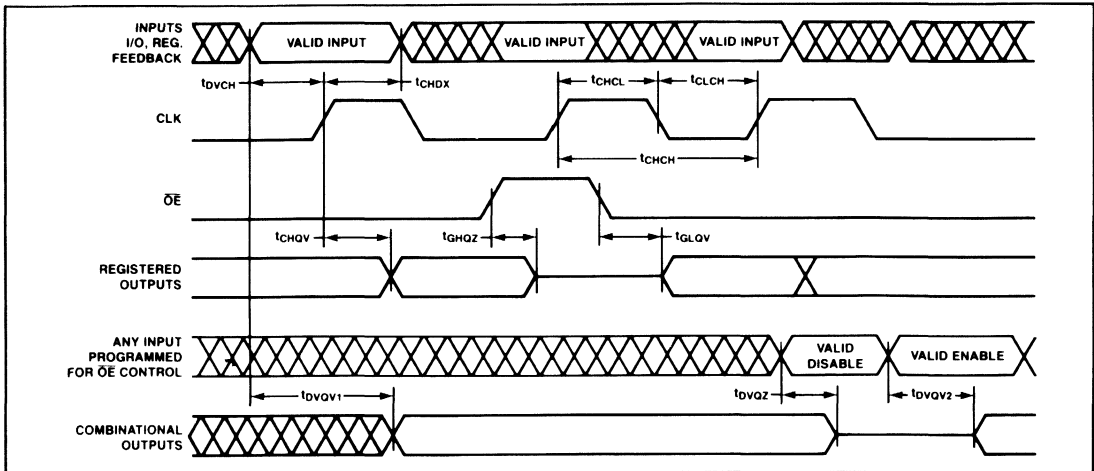 INPUTS
I/O, REG.
FEEDBACK
VALID INPUT
VALID INPUT
VALID INPUT
tDVCH
tCHDX
tCHCL
tCLCH
CLK
tCHCH
OE
tCHQV
tGHQZ
tGLQV
REGISTERED
OUTPUTS
ANY INPUT
PROGRAMMED
FOR OE CONTROL
VALID
DISABLE
VALID ENABLE
tDVQV1
tDVQZ
tDVQV2
COMBINATIONAL
OUTPUTS